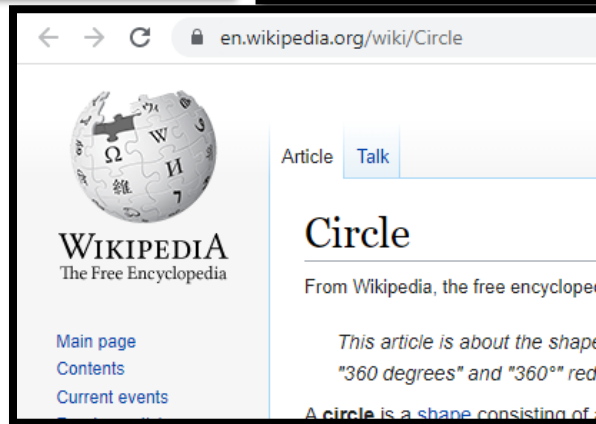 en.wikipedia.org/wiki/Circle
Article Talk
WIKIPEDIA
The Free Encyclopedia
Circle
From Wikipedia, the free encyclope
This article is about the shape
"360 degrees" and "360°" red
Main page
Contents
Current events
A circle is a shape consisting of a